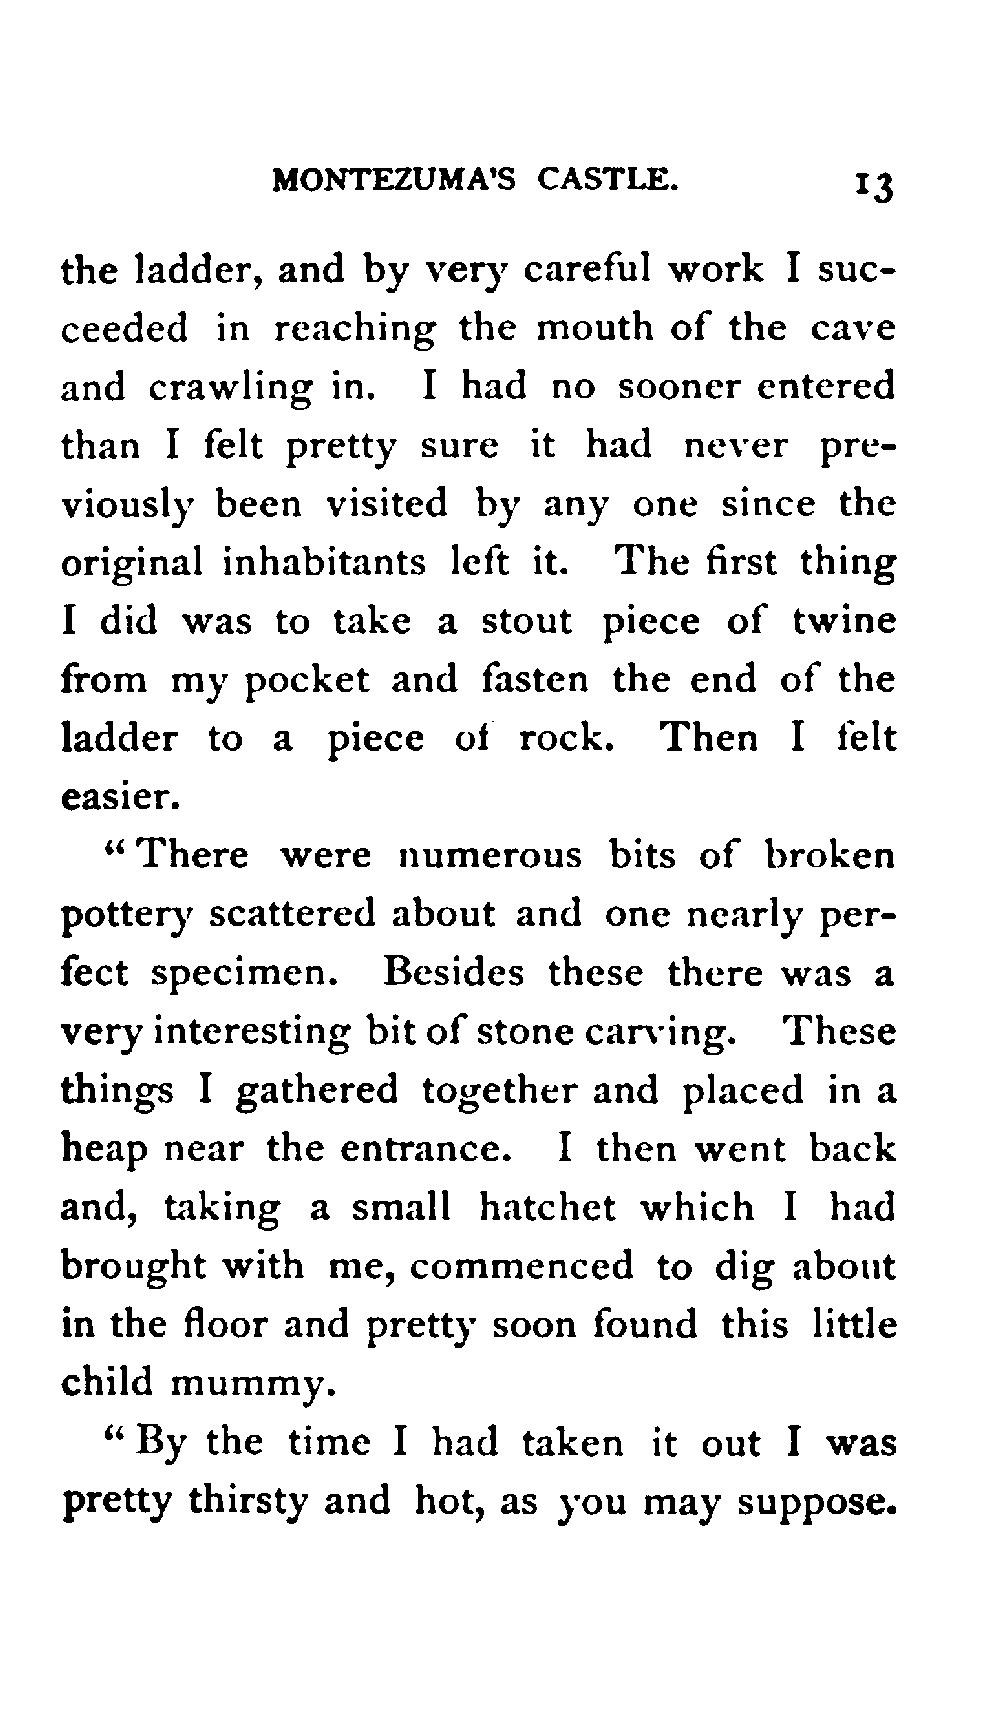 MONTEZUMA'S CASTLE. 13
the ladder, and by very careful work I suc-
ceeded in reaching the mouth of the cave
and crawling in. I had no sooner entered
than I felt pretty sure it had never pre-
viously been visited by any one since the
original inhabitants left it. The first thing
I did was to take a stout piece of twine
from my pocket and fasten the end of the
ladder to a piece of rock. Then I felt
easier.
" There were numerous bits of broken
pottery scattered about and one nearly per-
fect specimen. Besides these there was a
very interesting bit of stone carving. These
things I gathered together and placed in a
heap near the entrance. I then went back
and, taking a small hatchet which I had
brought with me, commenced to dig about
in the floor and pretty soon found this little
child mummy.
" By the time I had taken it out I was
pretty thirsty and hot, as you may suppose.